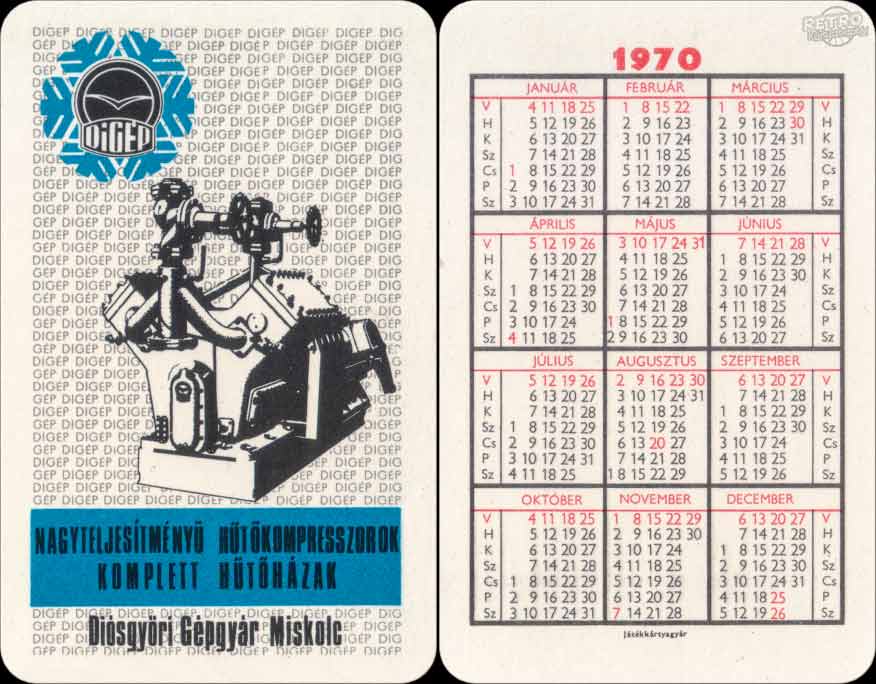 DIGÉP
NAGYTELJESÍTMÉNYŰ HŰTŐKOMPRESSZOROK
KOMPLETT HŰTŐHÁZAK
Diósgyőri Gépgyár Miskolc
RETRO
1970
JANUÁR FEBRUÁR MÁRCIUS
V 4 11 18 25 1 8 15 22 1 8 15 22 29 V
H 5 12 19 26 2 9 16 23 2 9 16 23 30 H
K 6 13 20 27 3 10 17 24 3 10 17 24 31 K
Sz 7 14 21 28 4 11 18 25 4 11 18 25 Sz
Cs 1 8 15 22 29 5 12 19 26 5 12 19 26 Cs
P 2 9 16 23 30 6 13 20 27 6 13 20 27 P
Sz 3 10 17 24 31 7 14 21 28 7 14 21 28 Sz
ÁPRILIS MÁJUS JÚNIUS
V 5 12 19 26 3 10 17 24 31 7 14 21 28 V
H 6 13 20 27 4 11 18 25 1 8 15 22 29 H
K 7 14 21 28 5 12 19 26 2 9 16 23 30 K
Sz 1 8 15 22 29 6 13 20 27 3 10 17 24 Sz
Cs 2 9 16 23 30 7 14 21 28 4 11 18 25 Cs
P 3 10 17 24 1 8 15 22 29 5 12 19 26 P
Sz 4 11 18 25 2 9 16 23 30 6 13 20 27 Sz
JÚLIUS AUGUSZTUS SZEPTEMBER
V 5 12 19 26 2 9 16 23 30 6 13 20 27 V
H 6 13 20 27 3 10 17 24 31 7 14 21 28 H
K 7 14 21 28 4 11 18 25 1 8 15 22 29 K
Sz 1 8 15 22 29 5 12 19 26 2 9 16 23 30 Sz
Cs 2 9 16 23 30 6 13 20 27 3 10 17 24 Cs
P 3 10 17 24 31 7 14 21 28 4 11 18 25 P
Sz 4 11 18 25 1 8 15 22 29 5 12 19 26 Sz
OKTÓBER NOVEMBER DECEMBER
V 4 11 18 25 1 8 15 22 29 6 13 20 27 V
H 5 12 19 26 2 9 16 23 30 7 14 21 28 H
K 6 13 20 27 3 10 17 24 1 8 15 22 29 K
Sz 7 14 21 28 4 11 18 25 2 9 16 23 30 Sz
Cs 1 8 15 22 29 5 12 19 26 3 10 17 24 31 Cs
P 2 9 16 23 30 6 13 20 27 4 11 18 25 P
Sz 3 10 17 24 31 7 14 21 28 5 12 19 26 Sz
Játékkártyagyár